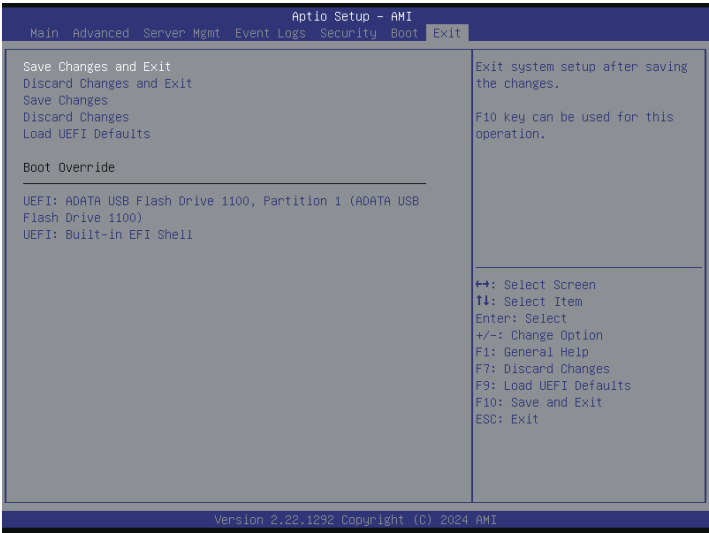 Aptio Setup – AMI
Main Advanced Server Mgmt Event Logs Security Boot Exit
Save Changes and Exit
Discard Changes and Exit
Save Changes
Discard Changes
Load UEFI Defaults
Boot Override
UEFI: ADATA USB Flash Drive 1100, Partition 1 (ADATA USB
Flash Drive 1100)
UEFI: Built-in EFI Shell
Exit system setup after saving
the changes.
F10 key can be used for this
operation.
↔: Select Screen
↑↓: Select Item
Enter: Select
+/-: Change Option
F1: General Help
F7: Discard Changes
F9: Load UEFI Defaults
F10: Save and Exit
ESC: Exit
Version 2.22.1292 Copyright (C) 2024 AMI